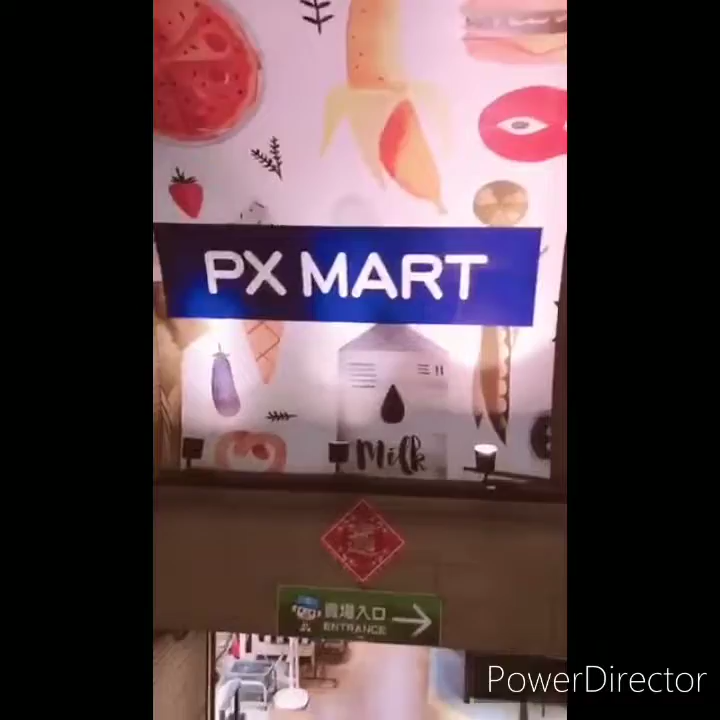 PX MART
Milk
賣場入口
ENTRANCE
PowerDirector